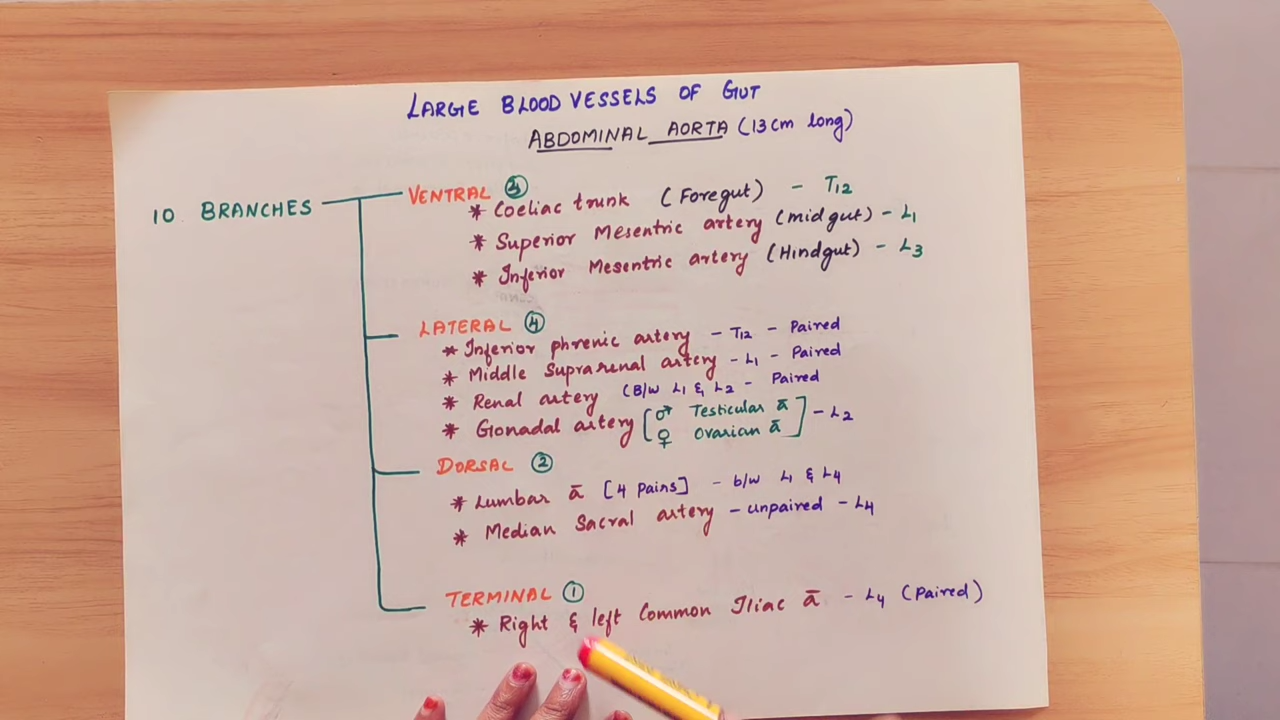 LARGE BLOOD VESSELS OF GUT
ABDOMINAL AORTA (13cm long)
10 BRANCHES
VENTRAL 3
* Coeliac trunk (Foregut) - T12
* Superior Mesentric artery (midgut) - L1
* Inferior Mesentric artery (Hindgut) - L3
LATERAL 4
* Inferior phrenic artery - T12 - Paired
* Middle Suprarenal artery - L1 - Paired
* Renal artery (B/w L1 & L2 - Paired
* Gonadal artery [♂ Testicular ā
♀ Ovarian ā] - L2
DORSAL 2
* Lumbar ā [4 Pairs] - b/w L1 & L4
* Median Sacral artery - unpaired - L4
TERMINAL 1
* Right & left Common Iliac ā - L4 (Paired)